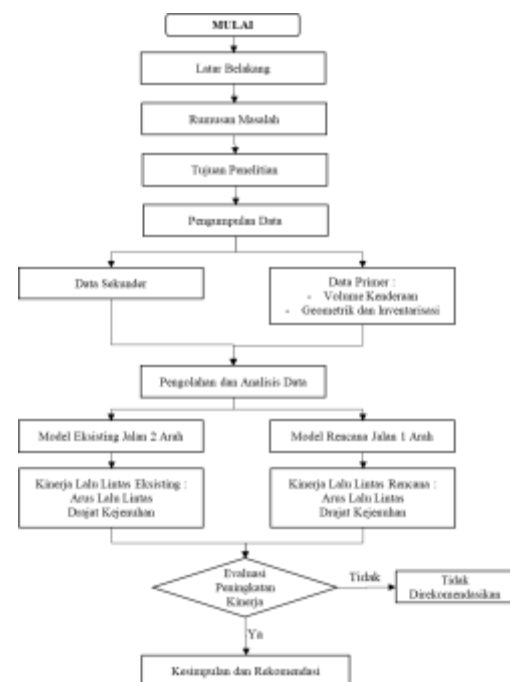 MULAI
Latar Belakang
Rumusan Masalah
Tujuan Penelitian
Pengumpulan Data
Data Sekunder
Data Primer :
- Volume Kenderaan
- Geometrik dan Inventarisasi
Pengolahan dan Analisis Data
Model Eksisting Jalan 2 Arah
Model Rencana Jalan 1 Arah
Kinerja Lalu Lintas Eksisting :
Arus Lalu Lintas
Drajat Kejenuhan
Kinerja Lalu Lintas Rencana :
Arus Lalu Lintas
Drajat Kejenuhan
Evaluasi
Peningkatan
Kinerja
Tidak
Tidak
Direkomendasikan
Ya
Kesimpulan dan Rekomendasi